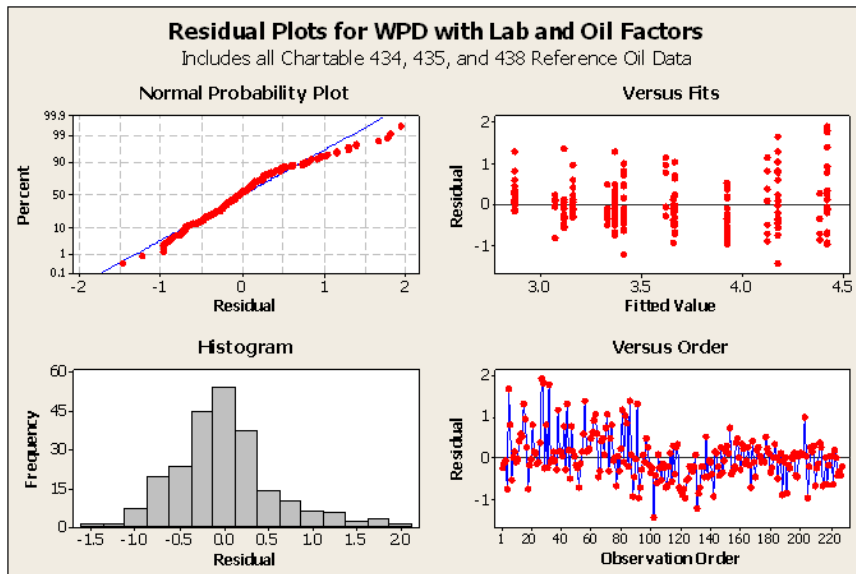 Residual Plots for WPD with Lab and Oil Factors
Includes all Chartable 434, 435, and 438 Reference Oil Data
Normal Probability Plot
99.9
99
90
50
10
1
0.1
Percent
-2 -1 0 1 2
Residual
Versus Fits
2
1
0
-1
Residual
3.0 3.5 4.0 4.5
Fitted Value
Histogram
60
45
30
15
0
Frequency
-1.5 -1.0 -0.5 0.0 0.5 1.0 1.5 2.0
Residual
Versus Order
2
1
0
-1
Residual
1 20 40 60 80 100 120 140 160 180 200 220
Observation Order